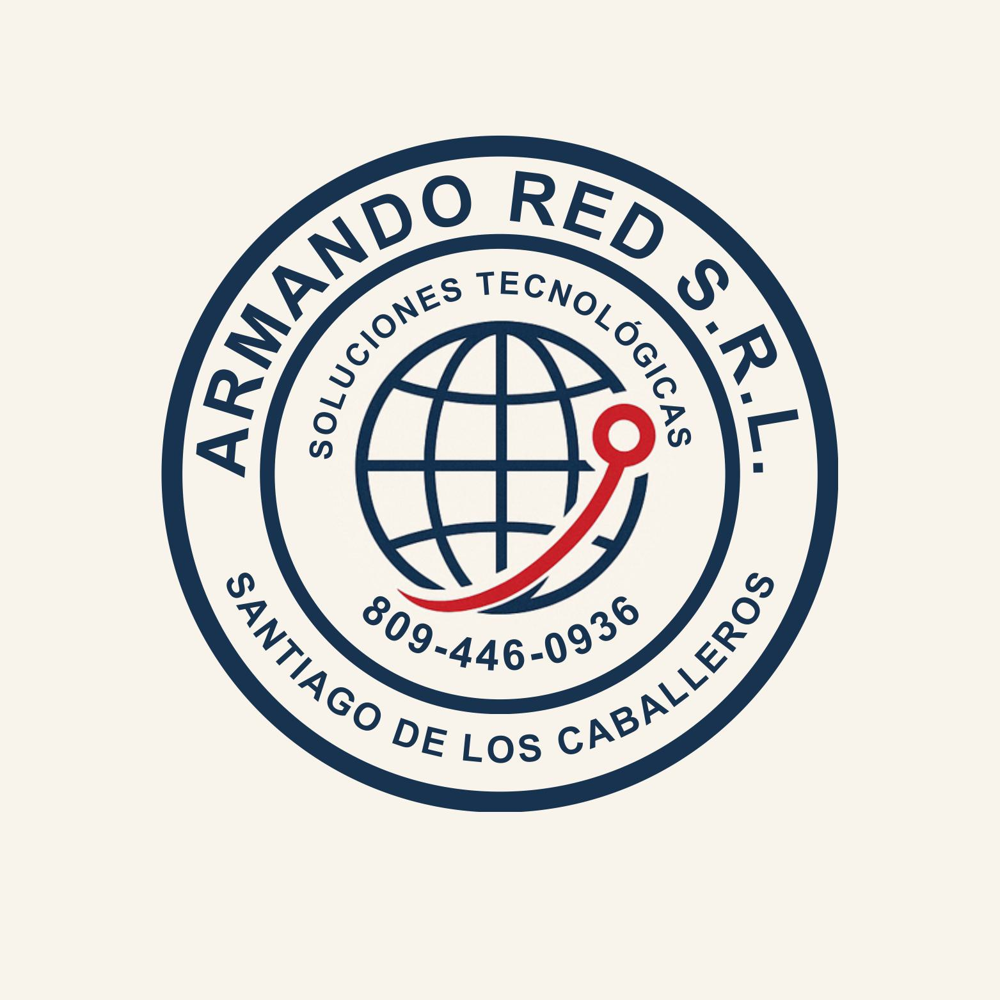 ARMANDO RED S.R.L.
SOLUCIONES TECNOLÓGICAS
809-446-0936
SANTIAGO DE LOS CABALLEROS